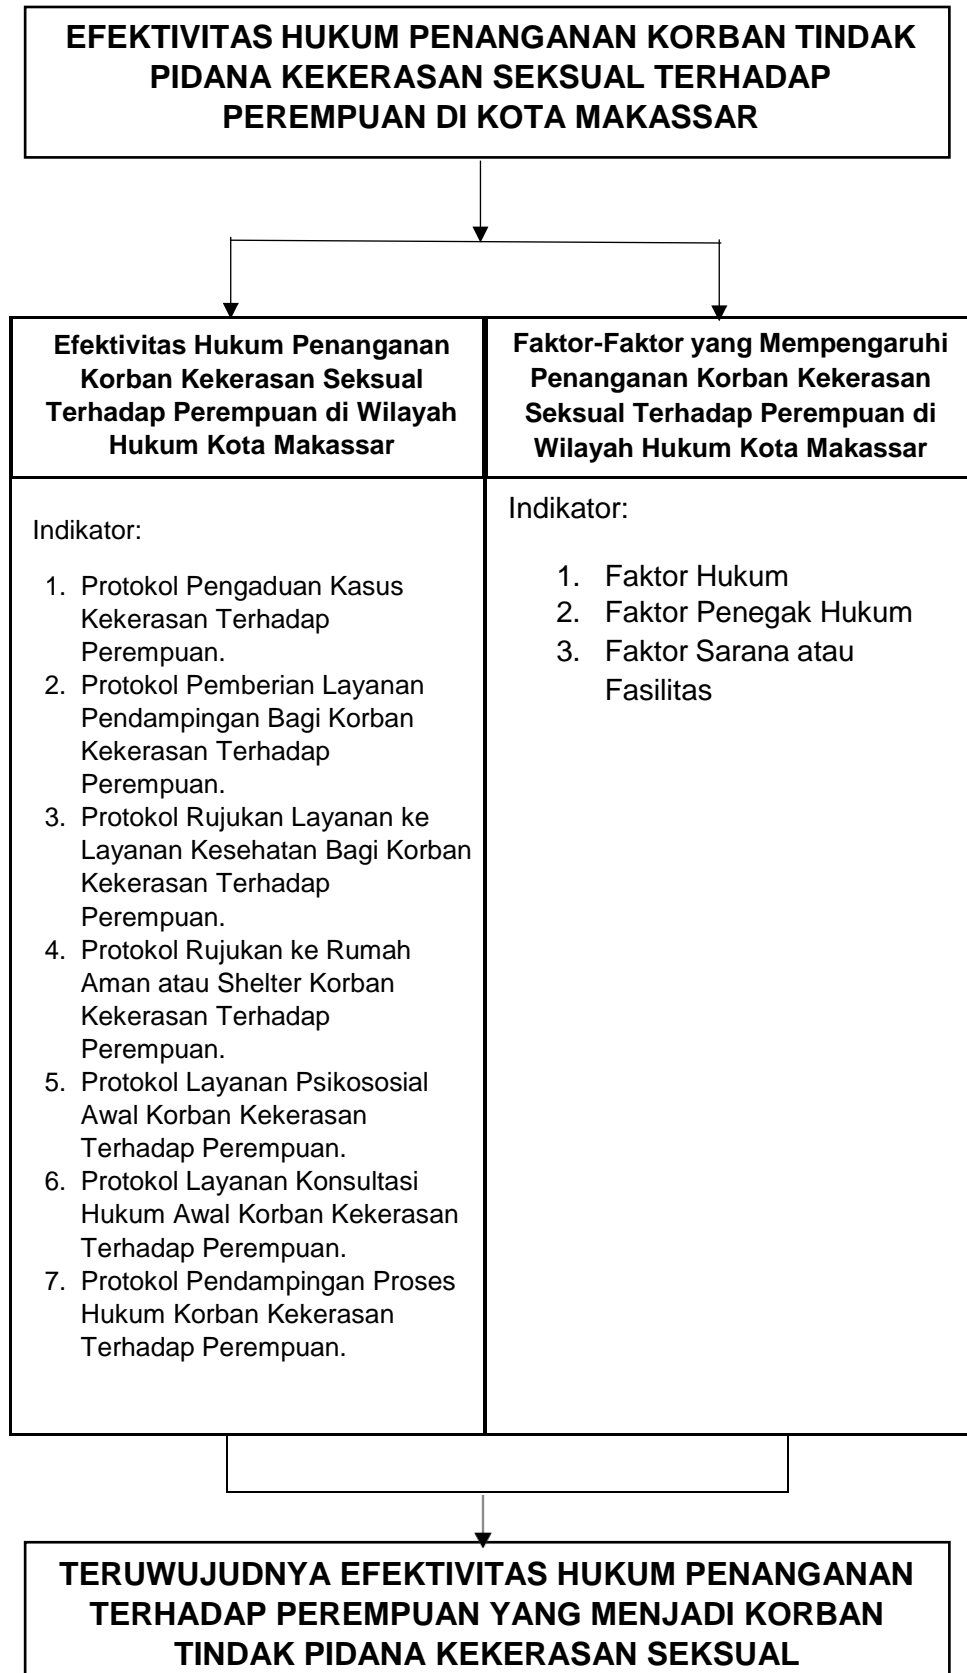 EFEKTIVITAS HUKUM PENANGANAN KORBAN TINDAK
PIDANA KEKERASAN SEKSUAL TERHADAP
PEREMPUAN DI KOTA MAKASSAR
Efektivitas Hukum Penanganan
Korban Kekerasan Seksual
Terhadap Perempuan di Wilayah
Hukum Kota Makassar
Faktor-Faktor yang Mempengaruhi
Penanganan Korban Kekerasan
Seksual Terhadap Perempuan di
Wilayah Hukum Kota Makassar
Indikator:
1. Protokol Pengaduan Kasus
Kekerasan Terhadap
Perempuan.
2. Protokol Pemberian Layanan
Pendampingan Bagi Korban
Kekerasan Terhadap
Perempuan.
3. Protokol Rujukan Layanan ke
Layanan Kesehatan Bagi Korban
Kekerasan Terhadap
Perempuan.
4. Protokol Rujukan ke Rumah
Aman atau Shelter Korban
Kekerasan Terhadap
Perempuan.
5. Protokol Layanan Psikososial
Awal Korban Kekerasan
Terhadap Perempuan.
6. Protokol Layanan Konsultasi
Hukum Awal Korban Kekerasan
Terhadap Perempuan.
7. Protokol Pendampingan Proses
Hukum Korban Kekerasan
Terhadap Perempuan.
Indikator:
1. Faktor Hukum
2. Faktor Penegak Hukum
3. Faktor Sarana atau
Fasilitas
TERUWUJUDNYA EFEKTIVITAS HUKUM PENANGANAN
TERHADAP PEREMPUAN YANG MENJADI KORBAN
TINDAK PIDANA KEKERASAN SEKSUAL